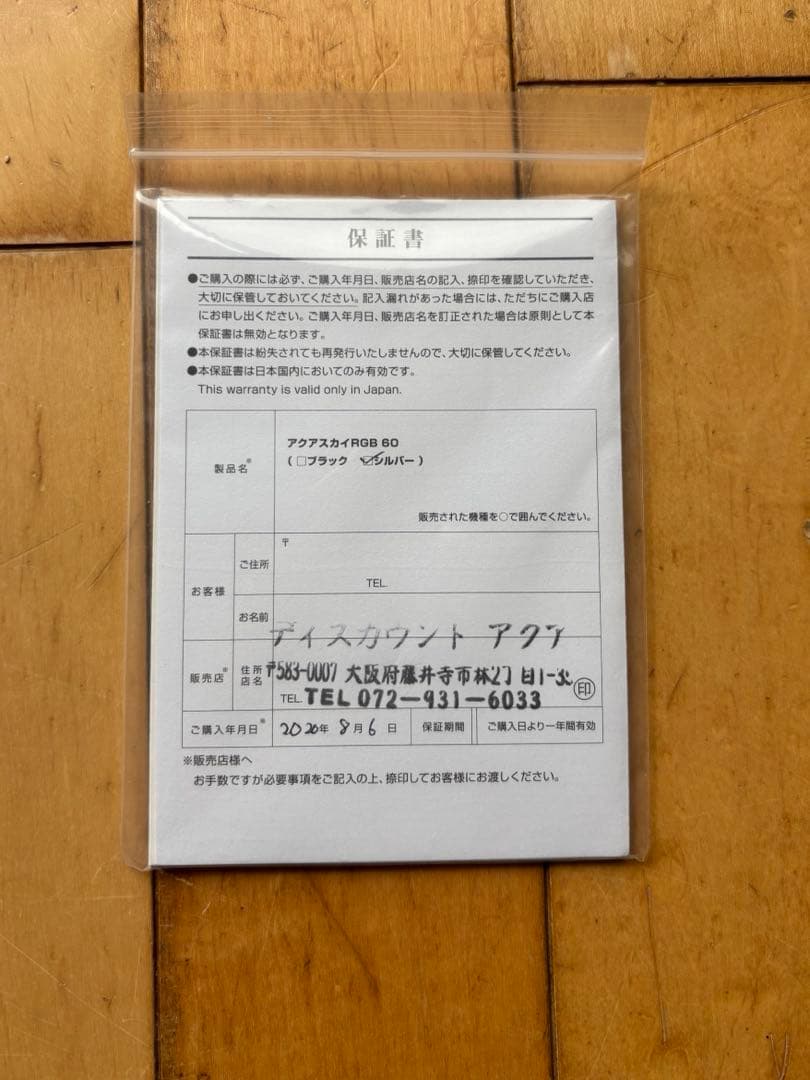 保証書
●ご購入の際には必ず、ご購入年月日、販売店名の記入、捺印を確認していただき、
大切に保管しておいてください。記入漏れがあった場合には、ただちにご購入店
にお申し出ください。ご購入年月日、販売店名を訂正された場合は原則として本
保証書は無効となります。
●本保証書は紛失されても再発行いたしませんので、大切に保管してください。
●本保証書は日本国内においてのみ有効です。
This warranty is valid only in Japan.
製品名※
アクアスカイRGB 60
(□ブラック ☑シルバー)
販売された機種を○で囲んでください。
お客様
ご住所
〒
TEL.
お名前
ディスカウント アクア
販売店※
住所
店名
〒583-0007 大阪府藤井寺市林2丁目1-32
印
TEL. TEL 072-931-6033
ご購入年月日※
2020年 8月 6日
保証期間
ご購入日より一年間有効
※販売店様へ
お手数ですが必要事項をご記入の上、捺印してお客様にお渡しください。